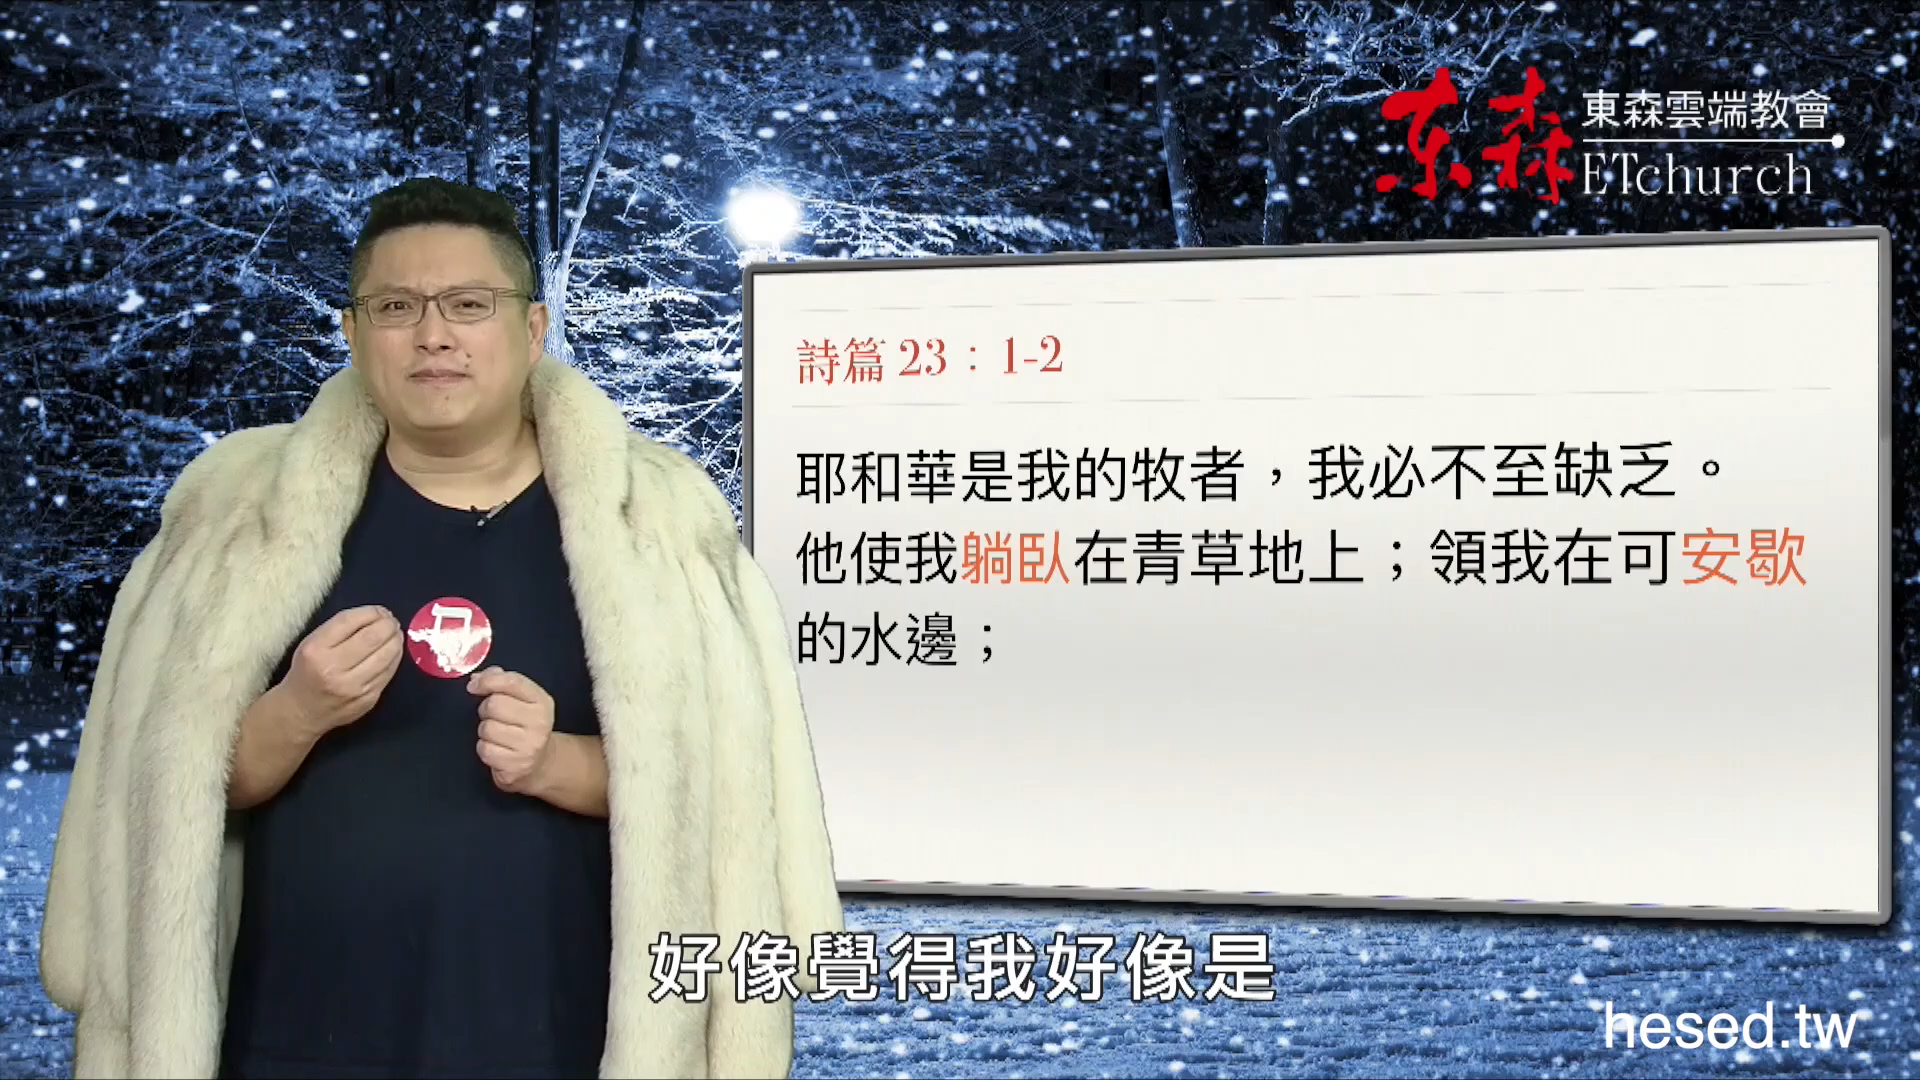 东森
東森雲端教會
ETchurch
詩篇 23：1-2
耶和華是我的牧者，我必不至缺乏。
他使我躺臥在青草地上；領我在可安歇
的水邊；
好像覺得我好像是
hesed.tw